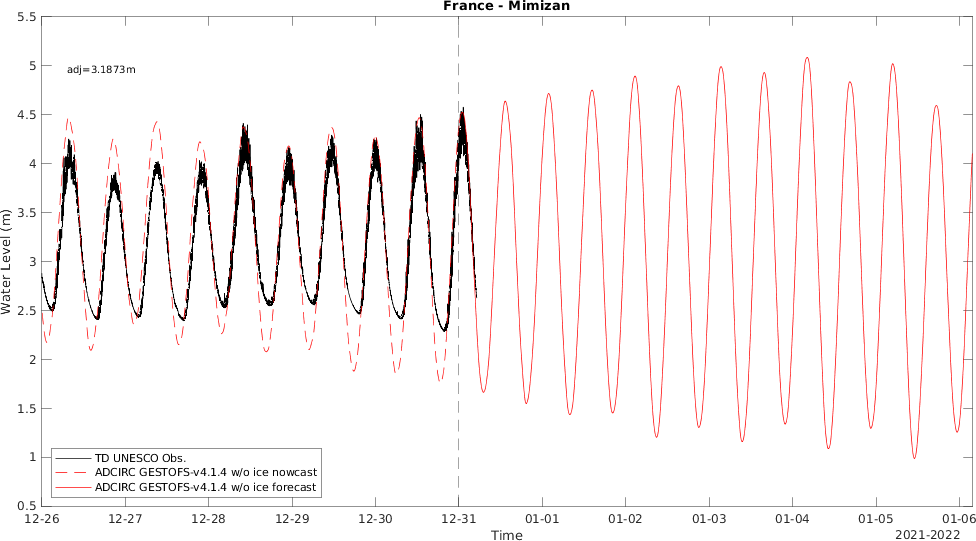 France - Mimizan
adj=3.1873m
Water Level (m)
5.5
5
4.5
4
3.5
3
2.5
2
1.5
1
0.5
TD UNESCO Obs.
ADCIRC GESTOFS-v4.1.4 w/o ice nowcast
ADCIRC GESTOFS-v4.1.4 w/o ice forecast
12-26 12-27 12-28 12-29 12-30 12-31 01-01 01-02 01-03 01-04 01-05 01-06
Time
2021-2022